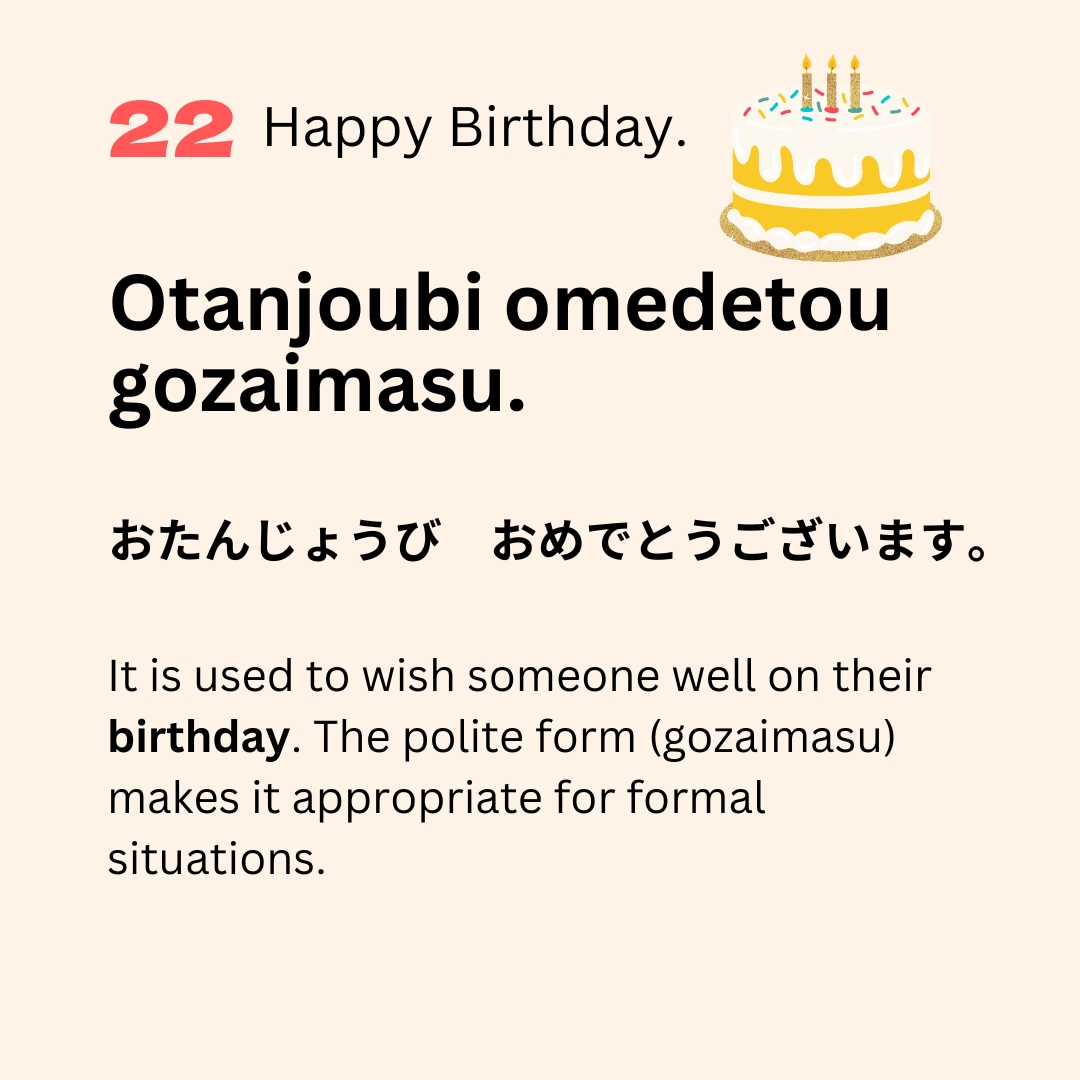 22 Happy Birthday.
Otanjoubi omedetou
gozaimasu.
おたんじょうび　おめでとうございます。
It is used to wish someone well on their
birthday. The polite form (gozaimasu)
makes it appropriate for formal
situations.